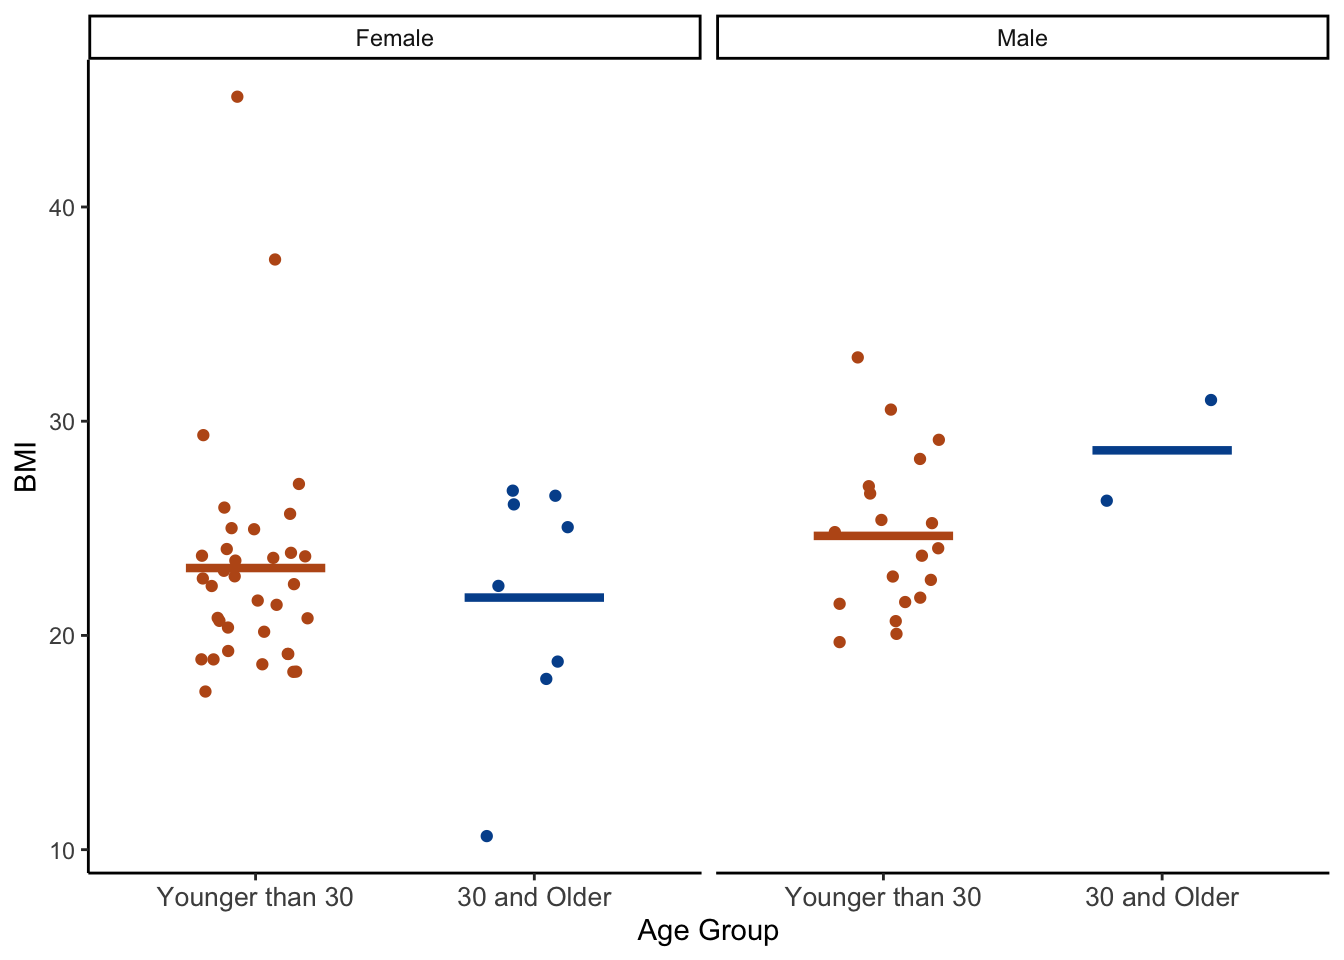 Female
Male
BMI
40
30
20
10
Younger than 30
30 and Older
Younger than 30
30 and Older
Age Group